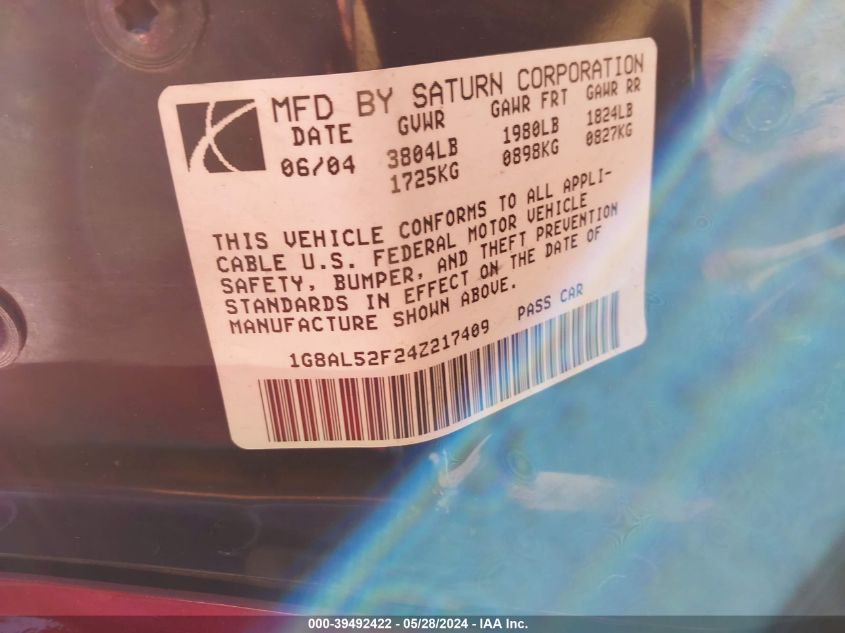 MFD BY SATURN CORPORATION
DATE GVWR GAWR FRT GAWR RR
06/04 3804LB 1980LB 1824LB
1725KG 0898KG 0827KG
THIS VEHICLE CONFORMS TO ALL APPLI-
CABLE U.S. FEDERAL MOTOR VEHICLE
SAFETY, BUMPER, AND THEFT PREVENTION
STANDARDS IN EFFECT ON THE DATE OF
MANUFACTURE SHOWN ABOVE.
1G8AL52F24Z217409 PASS CAR
000-39492422 - 05/28/2024 - IAA Inc.